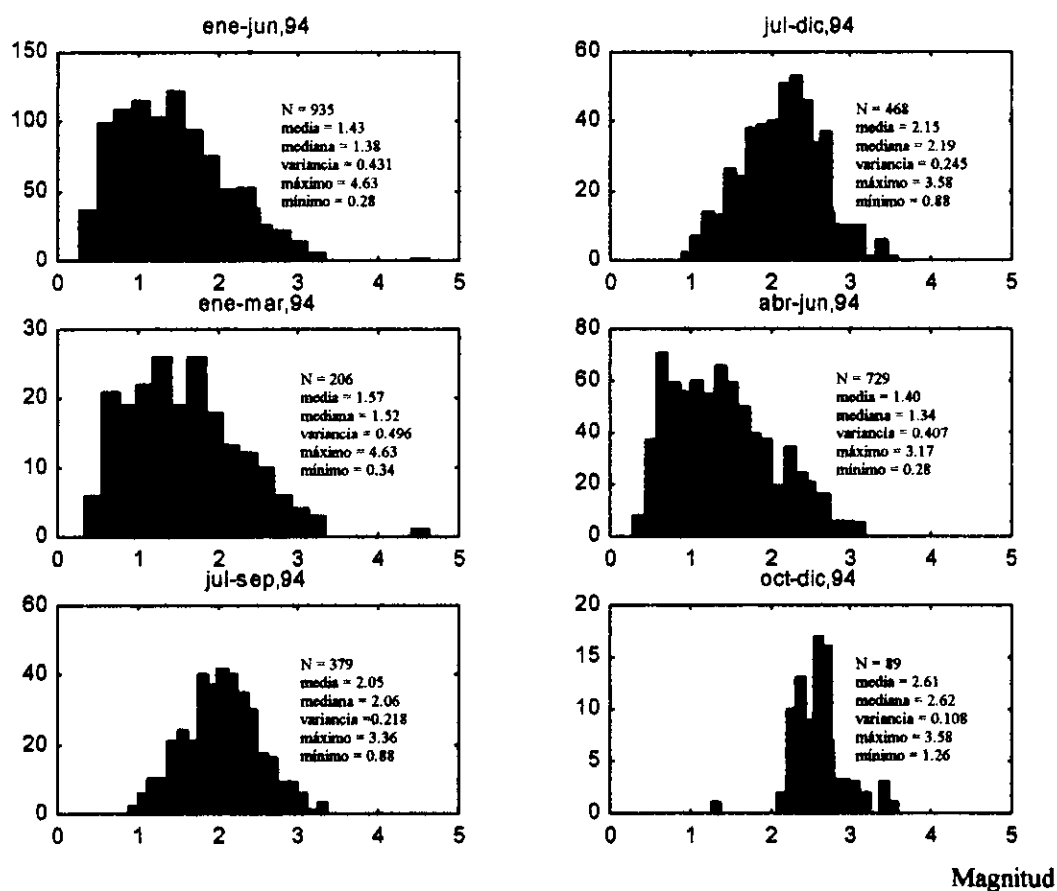 ene-jun,94
150
100
50
0
N = 935
media = 1.43
mediana = 1.38
variancia = 0.431
máximo = 4.63
mínimo = 0.28
0 1 2 3 4 5
jul-dic,94
60
40
20
0
N = 468
media = 2.15
mediana = 2.19
variancia = 0.245
máximo = 3.58
mínimo = 0.88
0 1 2 3 4 5
ene-mar,94
30
20
10
0
N = 206
media = 1.57
mediana = 1.52
variancia = 0.496
máximo = 4.63
mínimo = 0.34
0 1 2 3 4 5
abr-jun,94
80
60
40
20
0
N = 729
media = 1.40
mediana = 1.34
variancia = 0.407
máximo = 3.17
mínimo = 0.28
0 1 2 3 4 5
jul-sep,94
60
40
20
0
N = 379
media = 2.05
mediana = 2.06
variancia =0.218
máximo = 3.36
mínimo = 0.88
0 1 2 3 4 5
oct-dic,94
20
15
10
5
0
N = 89
media = 2.61
mediana = 2.62
variancia = 0.108
máximo = 3.58
mínimo = 1.26
0 1 2 3 4 5
Magnitud